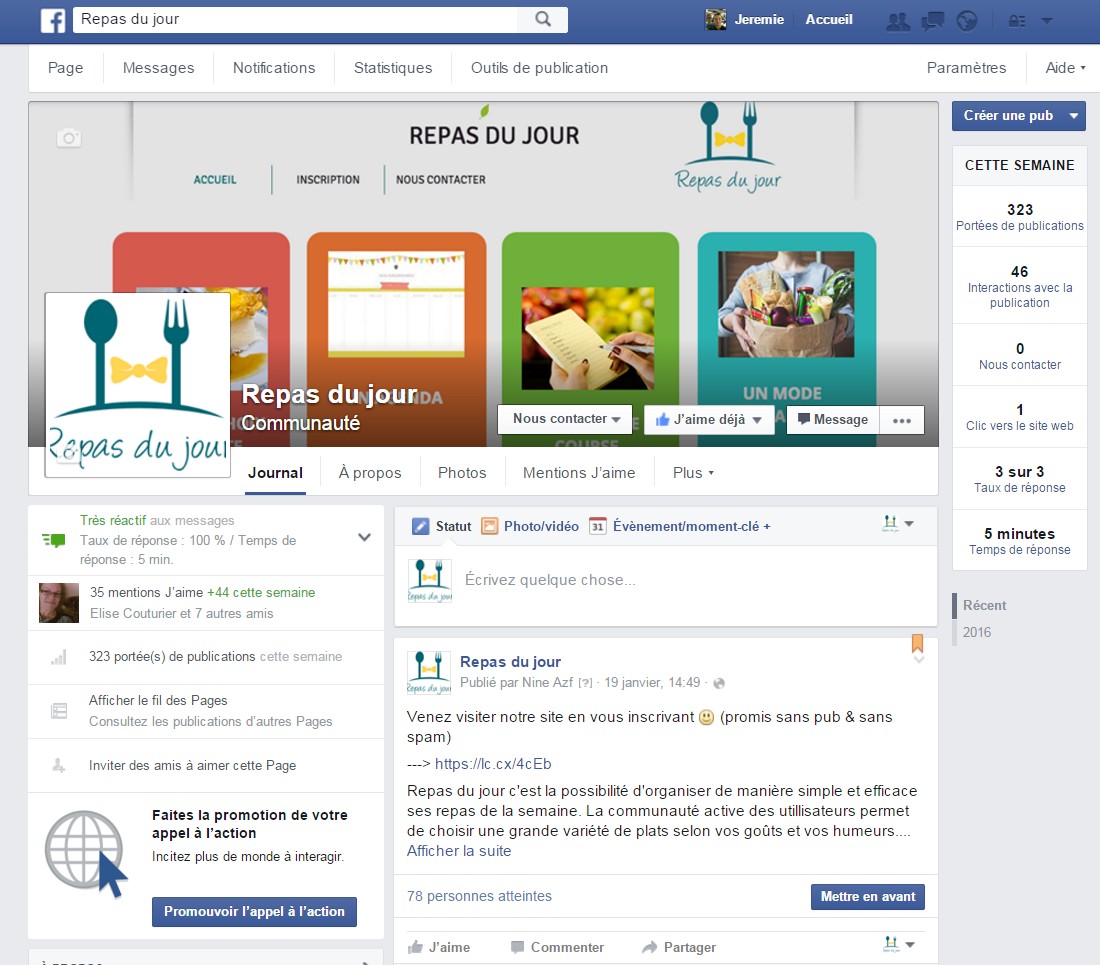 Repas du jour
Jeremie Accueil
Page Messages Notifications Statistiques Outils de publication Paramètres Aide
Créer une pub
REPAS DU JOUR
Repas du jour
ACCUEIL INSCRIPTION NOUS CONTACTER
UN MODE
COURSE
Repas du jour
Repas du jour
Communauté
Nous contacter J'aime déjà Message
Journal À propos Photos Mentions J'aime Plus
CETTE SEMAINE
323
Portées de publications
46
Interactions avec la
publication
0
Nous contacter
1
Clic vers le site web
3 sur 3
Taux de réponse
5 minutes
Temps de réponse
Récent
2016
Très réactif aux messages
Taux de réponse : 100 % / Temps de
réponse : 5 min.
35 mentions J'aime +44 cette semaine
Elise Couturier et 7 autres amis
323 portée(s) de publications cette semaine
Afficher le fil des Pages
Consultez les publications d'autres Pages
Inviter des amis à aimer cette Page
Faites la promotion de votre
appel à l'action
Incitez plus de monde à interagir.
Promouvoir l'appel à l'action
Statut Photo/vidéo 31 Évènement/moment-clé +
Écrivez quelque chose...
Repas du jour
Publié par Nine Azf [?] · 19 janvier, 14:49 ·
Venez visiter notre site en vous inscrivant (promis sans pub & sans
spam)
---> https://lc.cx/4cEb
Repas du jour c'est la possibilité d'organiser de manière simple et efficace
ses repas de la semaine. La communauté active des utillisateurs permet
de choisir une grande variété de plats selon vos goûts et vos humeurs....
Afficher la suite
78 personnes atteintes Mettre en avant
J'aime Commenter Partager